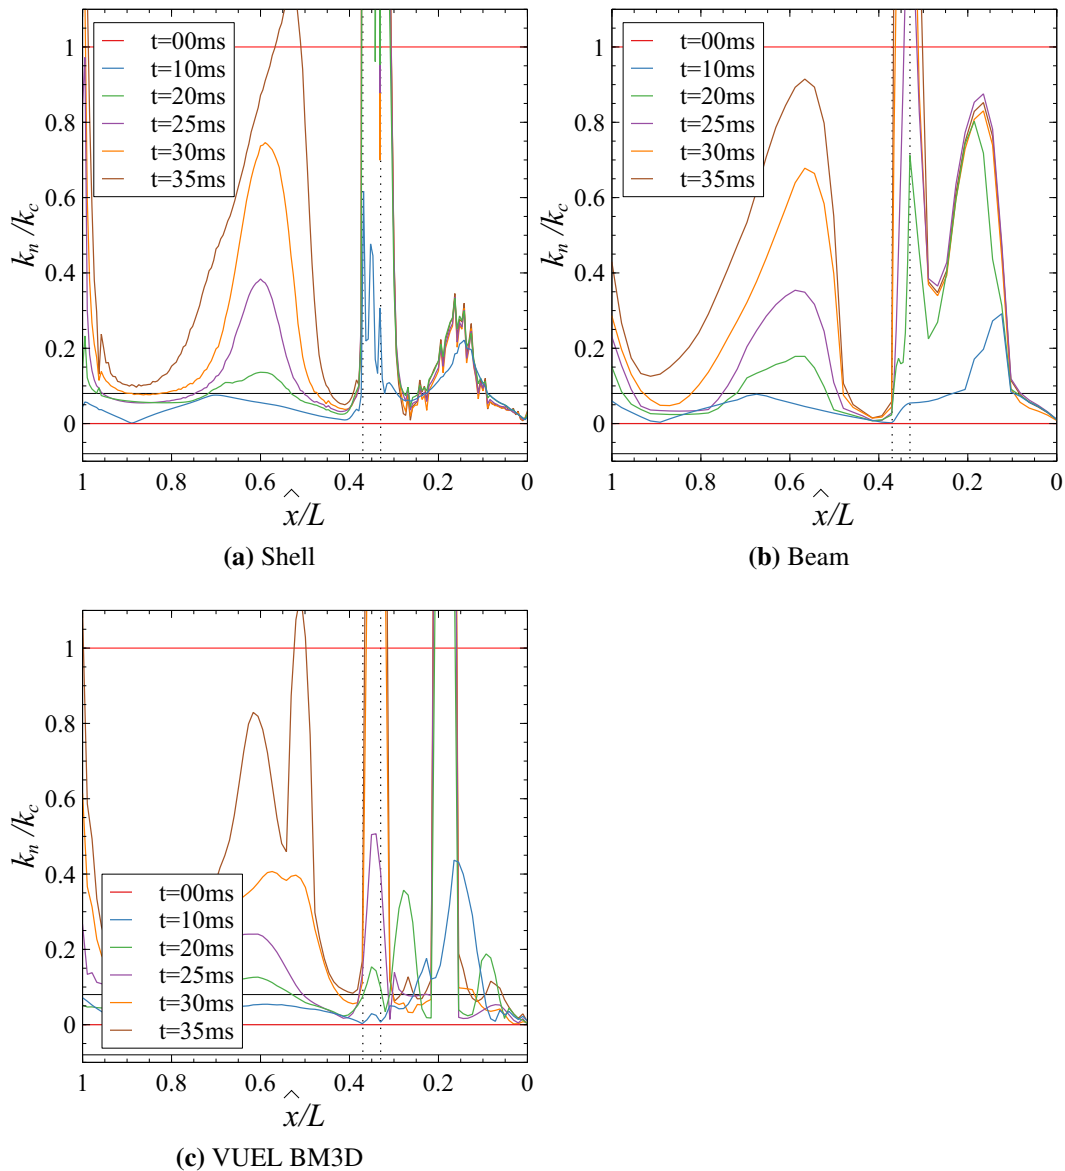 t=00ms
t=10ms
t=20ms
t=25ms
t=30ms
t=35ms
1
0.8
0.6
0.4
0.2
0
k_n/k_c
1 0.8 0.6 0.4 0.2 0
x̂/L
(a) Shell
t=00ms
t=10ms
t=20ms
t=25ms
t=30ms
t=35ms
1
0.8
0.6
0.4
0.2
0
k_n/k_c
1 0.8 0.6 0.4 0.2 0
x̂/L
(b) Beam
1
0.8
0.6
0.4
0.2
0
k_n/k_c
t=00ms
t=10ms
t=20ms
t=25ms
t=30ms
t=35ms
1 0.8 0.6 0.4 0.2 0
x̂/L
(c) VUEL BM3D